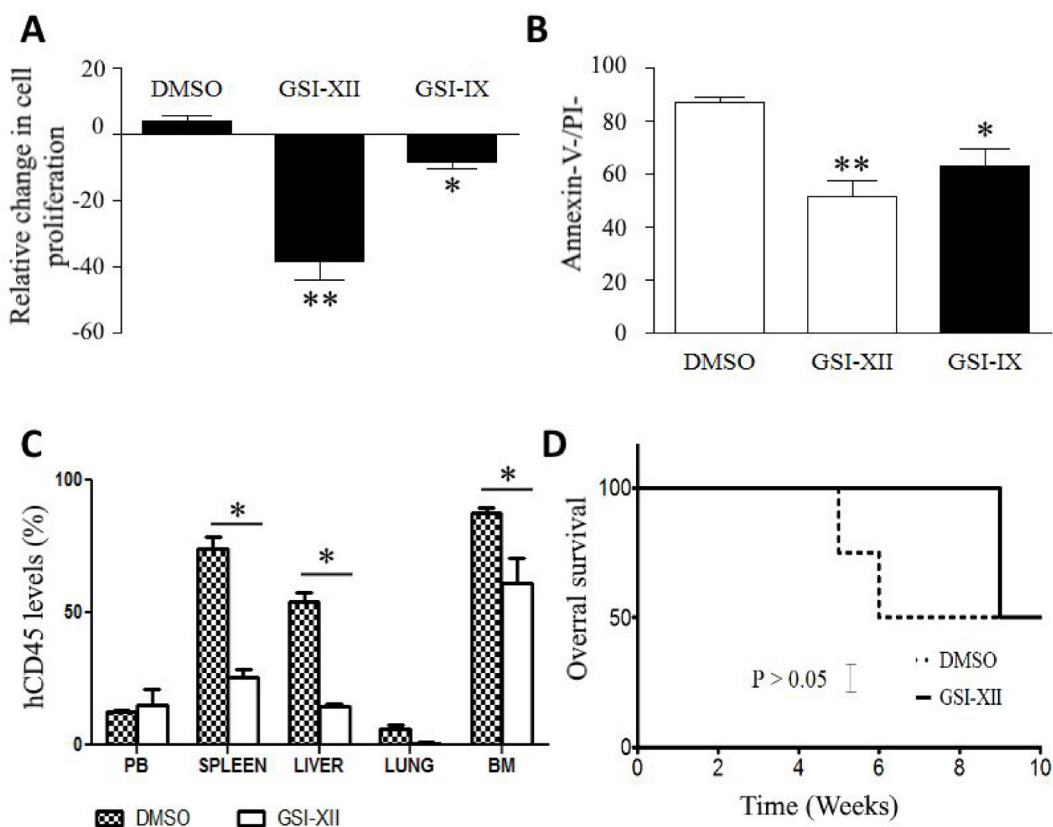 A
Relative change in cell
proliferation
20
0
-20
-40
-60
DMSO
GSI-XII
GSI-IX
**
*
B
Annexin-V-/PI-
100
80
60
40
20
0
**
*
DMSO
GSI-XII
GSI-IX
C
hCD45 levels (%)
100
50
0
*
*
*
PB
SPLEEN
LIVER
LUNG
BM
DMSO
GSI-XII
D
Overral survival
100
50
0
P > 0.05
DMSO
GSI-XII
0
2
4
6
8
10
Time (Weeks)